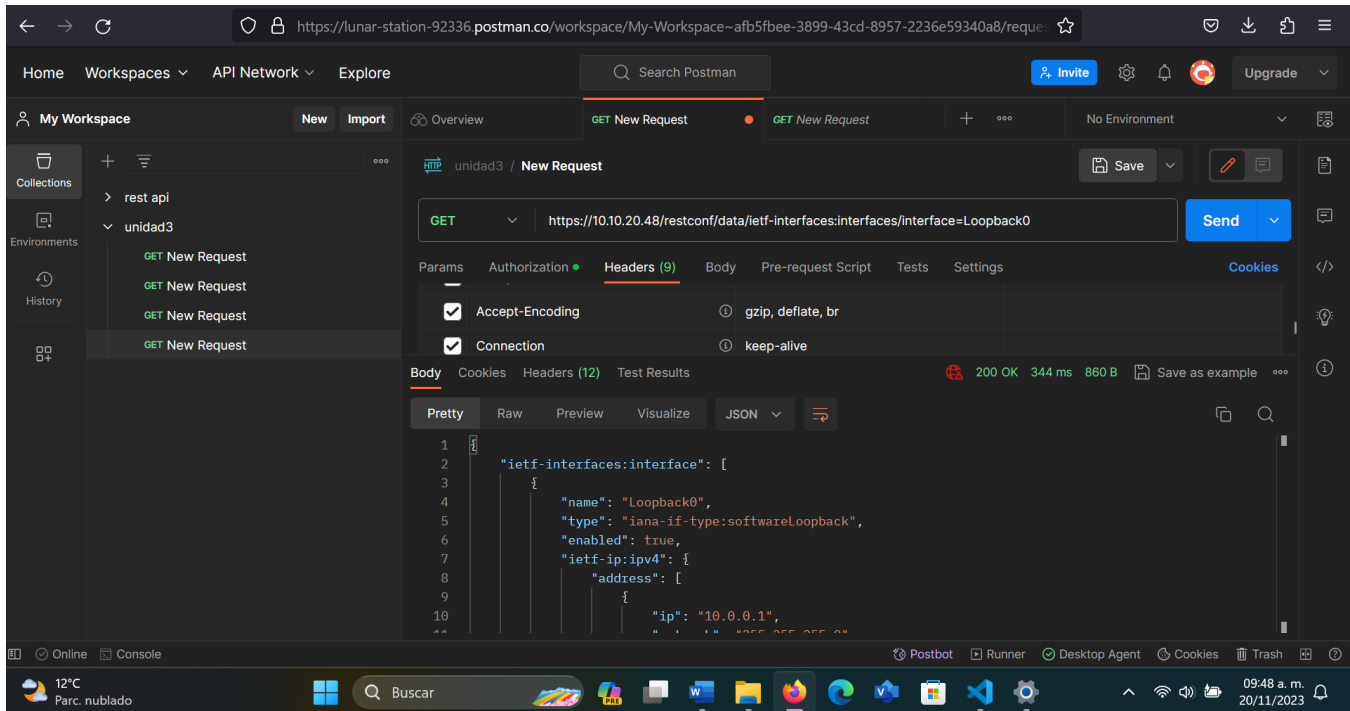 https://lunar-station-92336.postman.co/workspace/My-Workspace~afb5fbee-3899-43cd-8957-2236e59340a8/reques
Home Workspaces API Network Explore Search Postman Invite Upgrade
My Workspace New Import Overview GET New Request GET New Request No Environment
Collections
Environments
History
rest api
unidad3
GET New Request
GET New Request
GET New Request
GET New Request
HTTP unidad3 / New Request Save
GET https://10.10.20.48/restconf/data/ietf-interfaces:interfaces/interface=Loopback0 Send
Params Authorization Headers (9) Body Pre-request Script Tests Settings Cookies
Accept-Encoding gzip, deflate, br
Connection keep-alive
Body Cookies Headers (12) Test Results 200 OK 344 ms 860 B Save as example
Pretty Raw Preview Visualize JSON
1 {
2 "ietf-interfaces:interface": [
3 {
4 "name": "Loopback0",
5 "type": "iana-if-type:softwareLoopback",
6 "enabled": true,
7 "ietf-ip:ipv4": {
8 "address": [
9 {
10 "ip": "10.0.0.1",
Online Console Postbot Runner Desktop Agent Cookies Trash
12°C
Parc. nublado
Buscar
PRE
09:48 a. m.
20/11/2023